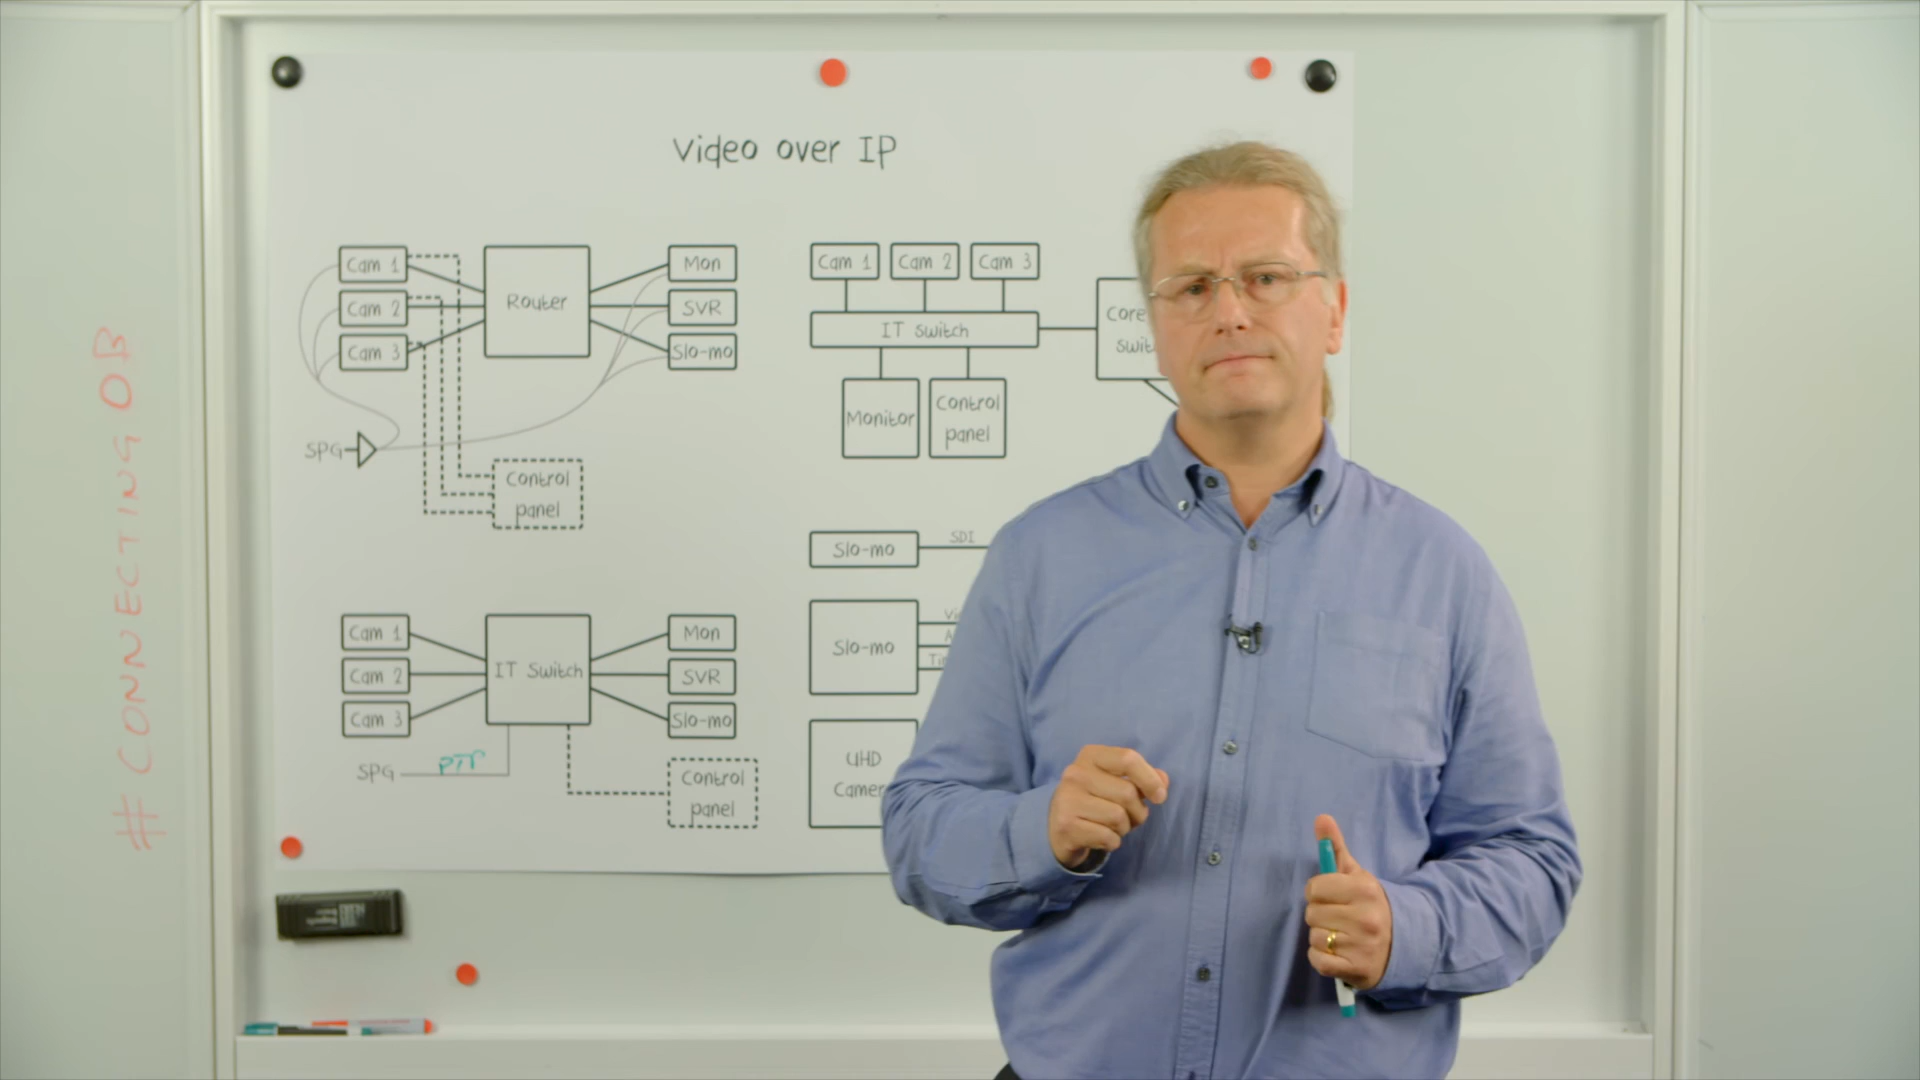 Video over IP
Cam 1
Cam 2
Cam 3
Router
Mon
SVR
Slo-mo
SPG
Control
panel
Cam 1
Cam 2
Cam 3
IT Switch
Monitor
Control
panel
Core
Slo-mo
SDI
Slo-mo
UHD
Camer
Cam 1
Cam 2
Cam 3
IT Switch
Mon
SVR
Slo-mo
SPG
PTP
Control
panel
# CONNECTING OB